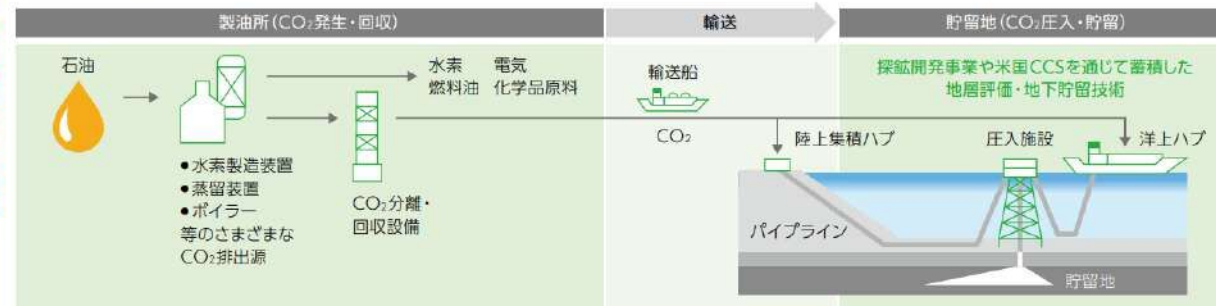 製油所(CO₂発生・回収)
輸送
貯留地(CO₂圧入・貯留)
石油
水素 電気
燃料油 化学品原料
●水素製造装置
●蒸留装置
●ボイラー
等のさまざまな
CO₂排出源
CO₂分離・
回収設備
輸送船
CO₂
探鉱開発事業や米国CCSを通じて蓄積した
地層評価・地下貯留技術
陸上集積ハブ
圧入施設
洋上ハブ
パイプライン
貯留地